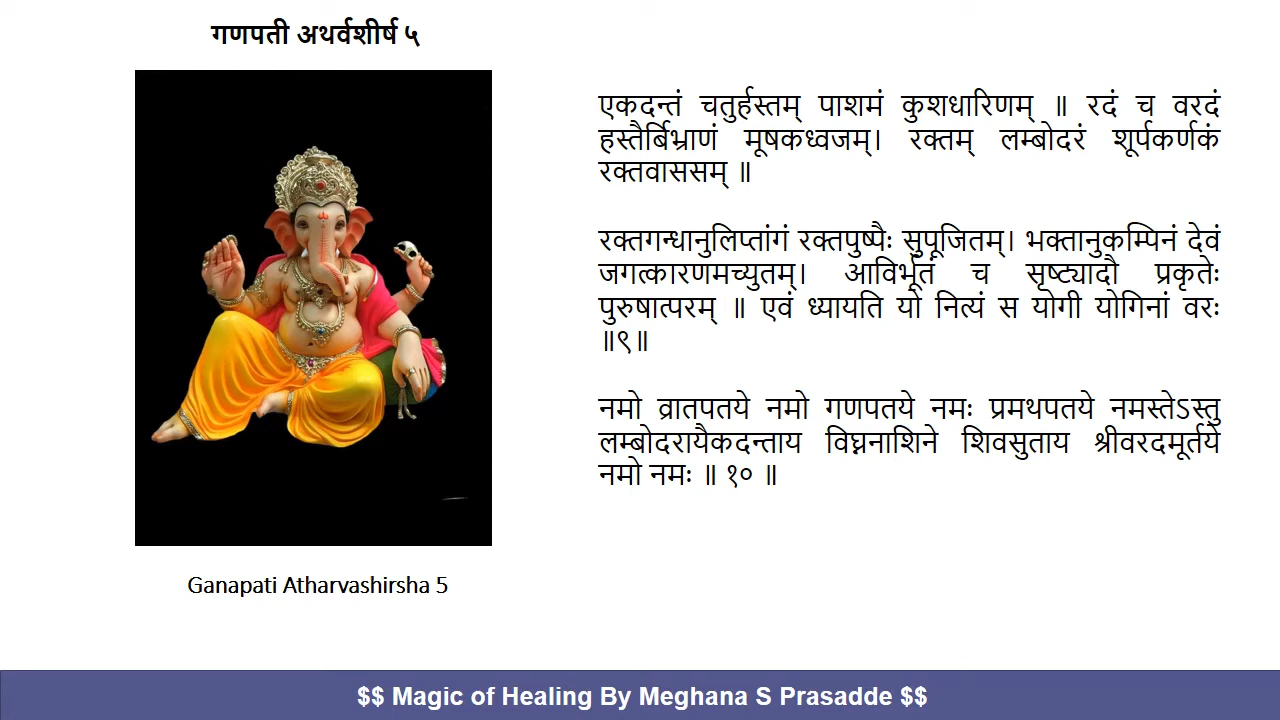 गणपती अथर्वशीर्ष ५
एकदन्तं चतुर्हस्तम् पाशमं कुशधारिणम् ॥ रदं च वरदं
हस्तैर्बिभ्राणं मूषकध्वजम्। रक्तम् लम्बोदरं शूर्पकर्णकं
रक्तवाससम् ॥
रक्तगन्धानुलिप्तांगं रक्तपुष्पैः सुपूजितम्। भक्तानुकम्पिनं देवं
जगत्कारणमच्युतम्। आविर्भूतं च सृष्ट्यादौ प्रकृतेः
पुरुषात्परम् ॥ एवं ध्यायति यो नित्यं स योगी योगिनां वरः
॥९॥
नमो व्रातपतये नमो गणपतये नमः प्रमथपतये नमस्तेऽस्तु
लम्बोदरायैकदन्ताय विघ्ननाशिने शिवसुताय श्रीवरदमूर्तये
नमो नमः ॥ १० ॥
Ganapati Atharvashirsha 5
$$ Magic of Healing By Meghana S Prasadde $$